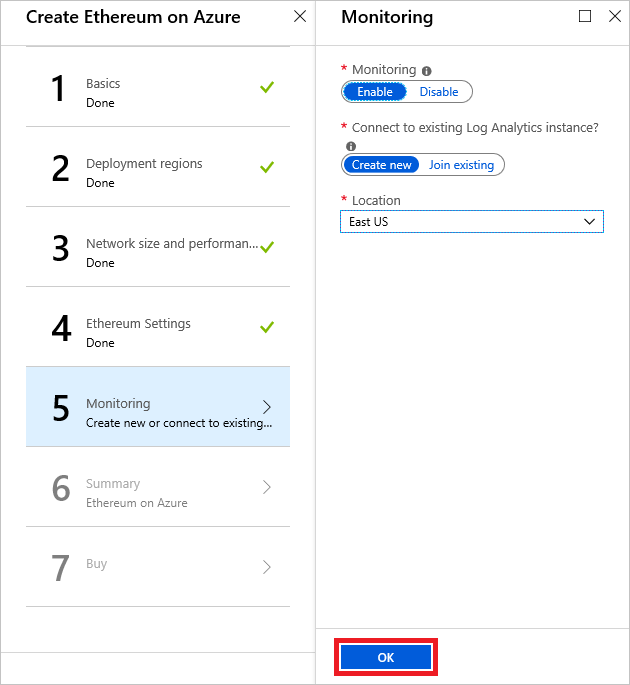 Create Ethereum on Azure
1
Basics
Done
2
Deployment regions
Done
3
Network size and performan...
Done
4
Ethereum Settings
Done
5
Monitoring
Create new or connect to existing...
6
Summary
Ethereum on Azure
7
Buy
Monitoring
* Monitoring
Enable Disable
* Connect to existing Log Analytics instance?
Create new Join existing
* Location
East US
OK